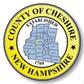 COUNTY OF CHESHIRE
ESTABLISHED
1769
NEW HAMPSHIRE